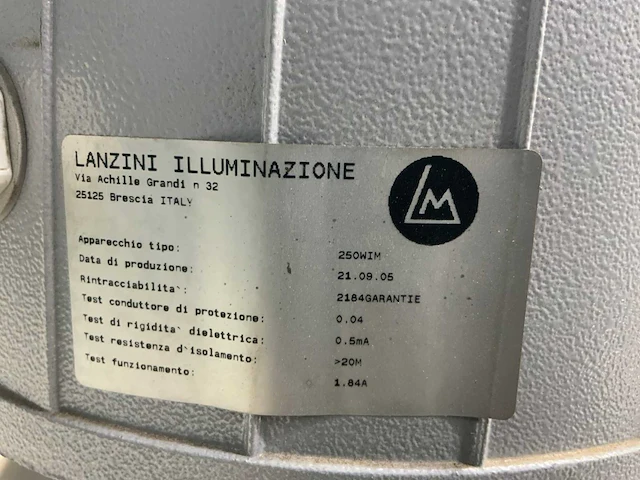 LANZINI ILLUMINAZIONE
Via Achille Grandi n 32
25125 Brescia ITALY
LM
Apparecchio tipo: 250WIM
Data di produzione: 21.09.05
Rintracciabilita`: 2184GARANTIE
Test conduttore di protezione: 0.04
Test di rigidita` dielettrica: 0.5mA
Test resistenza d'isolamento: >20M
Test funzionamento: 1.84A